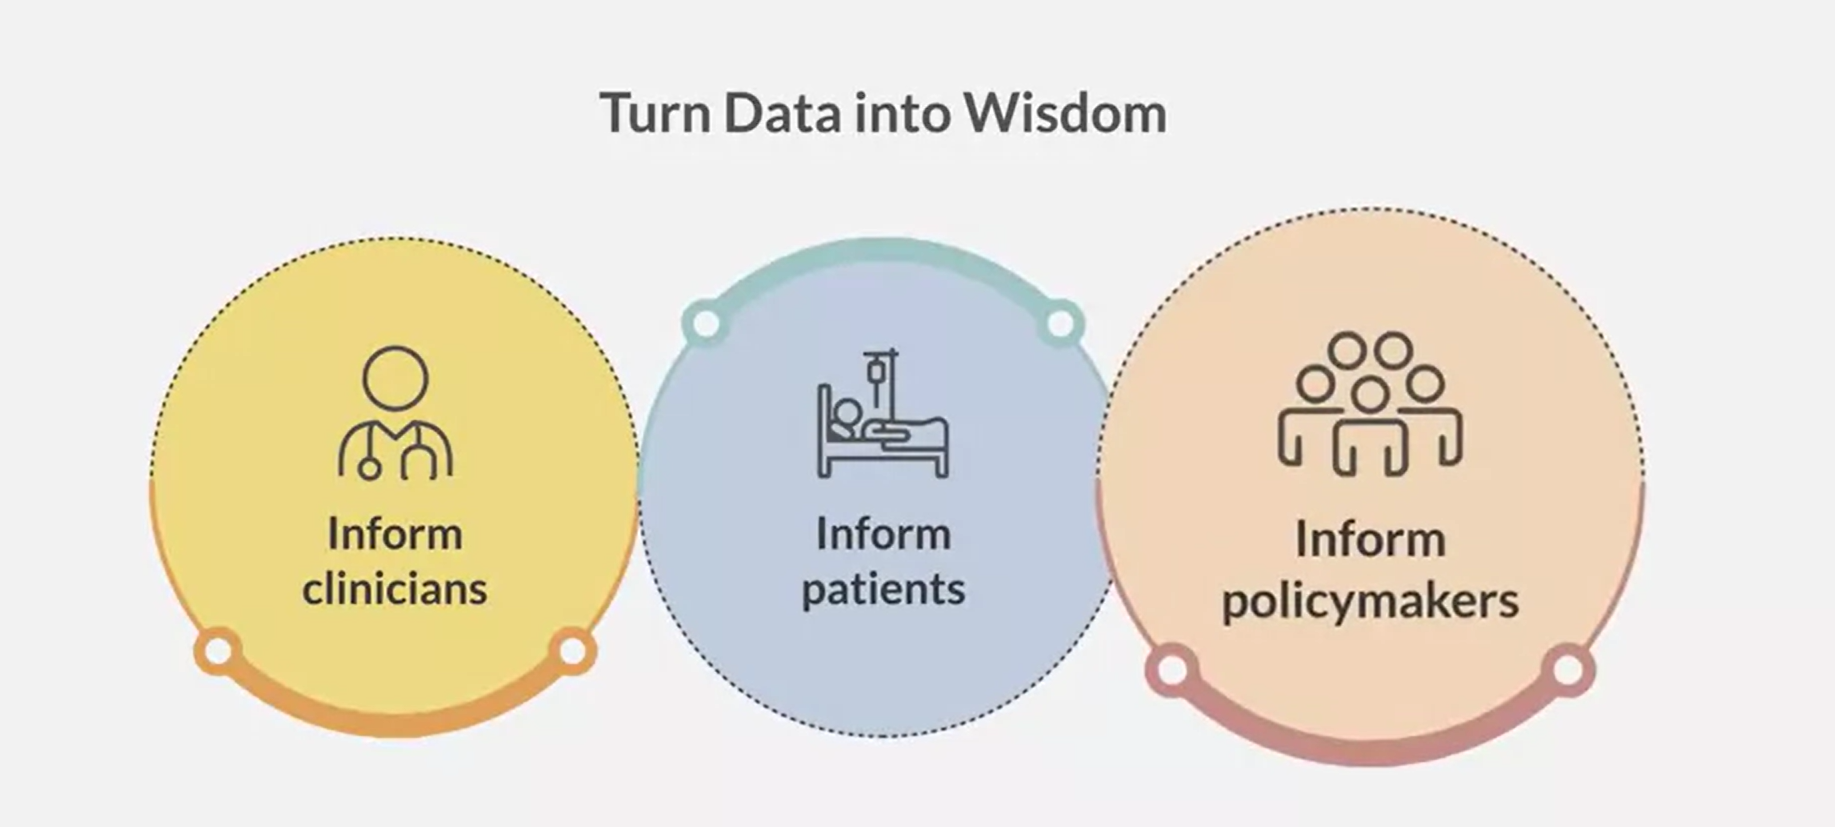 Turn Data into Wisdom
Inform
clinicians
Inform
patients
Inform
policymakers